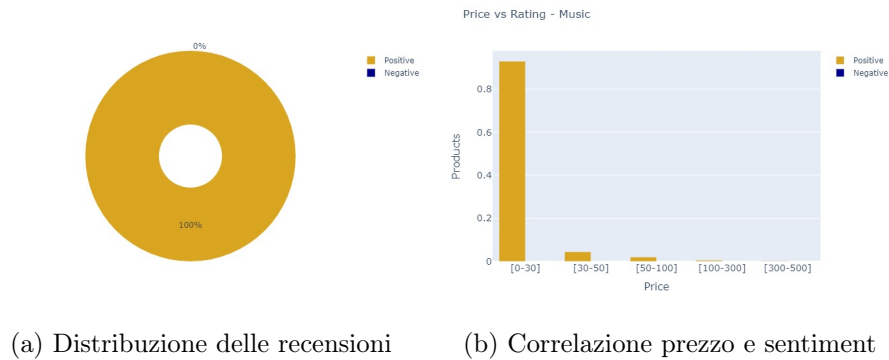 0%
Positive
Negative
100%
(a) Distribuzione delle recensioni
Price vs Rating - Music
Positive
Negative
Products
0.8
0.6
0.4
0.2
0
[0-30] [30-50] [50-100] [100-300] [300-500]
Price
(b) Correlazione prezzo e sentiment